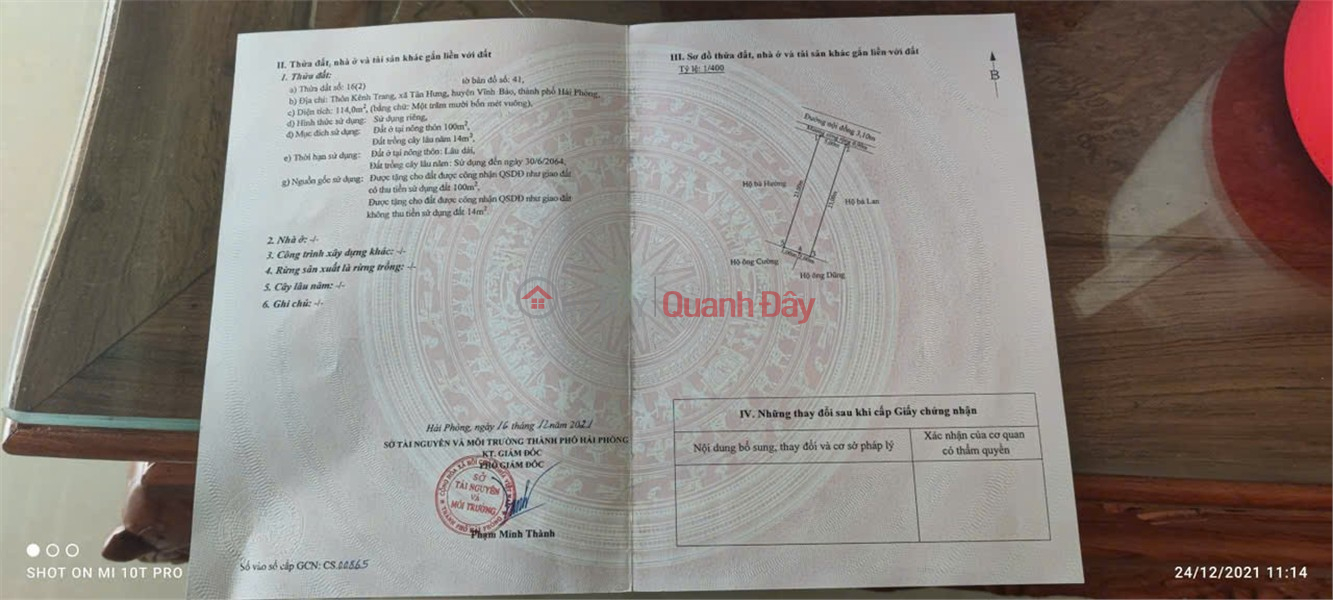 II. Thửa đất, nhà ở và tài sản khác gắn liền với đất
1. Thửa đất:
a) Thửa đất số: 16(2) tờ bản đồ số: 41,
b) Địa chỉ: Thôn Kênh Trang, xã Tân Hưng, huyện Vĩnh Bảo, thành phố Hải Phòng,
c) Diện tích: 114,0m², (bằng chữ: Một trăm mười bốn mét vuông),
d) Hình thức sử dụng: Sử dụng riêng,
đ) Mục đích sử dụng: Đất ở tại nông thôn 100m²,
Đất trồng cây lâu năm 14m²,
e) Thời hạn sử dụng: Đất ở tại nông thôn: Lâu dài,
Đất trồng cây lâu năm: Sử dụng đến ngày 30/6/2064,
g) Nguồn gốc sử dụng: Được tặng cho đất được công nhận QSDĐ như giao đất
có thu tiền sử dụng đất 100m²,
Được tặng cho đất được công nhận QSDĐ như giao đất
không thu tiền sử dụng đất 14m²
2. Nhà ở: -/-
3. Công trình xây dựng khác: -/-
4. Rừng sản xuất là rừng trồng: -/-
5. Cây lâu năm: -/-
6. Ghi chú: -/-
Hải Phòng, ngày 16 tháng 12 năm 2021
SỞ TÀI NGUYÊN VÀ MÔI TRƯỜNG THÀNH PHỐ HẢI PHÒNG
KT. GIÁM ĐỐC
PHÓ GIÁM ĐỐC
SỞ
TÀI NGUYÊN
VÀ
MÔI TRƯỜNG
Phạm Minh Thành
Số vào sổ cấp GCN: CS 00865
III. Sơ đồ thửa đất, nhà ở và tài sản khác gắn liền với đất
Tỷ lệ: 1/400
B
Đường nội đồng 3,10m
Hộ bà Hường
Hộ bà Lan
Hộ ông Cường
Hộ ông Dũng
Quanh Đây
IV. Những thay đổi sau khi cấp Giấy chứng nhận
Nội dung bổ sung, thay đổi và cơ sở pháp lý
Xác nhận của cơ quan
có thẩm quyền
SHOT ON MI 10T PRO
24/12/2021 11:14